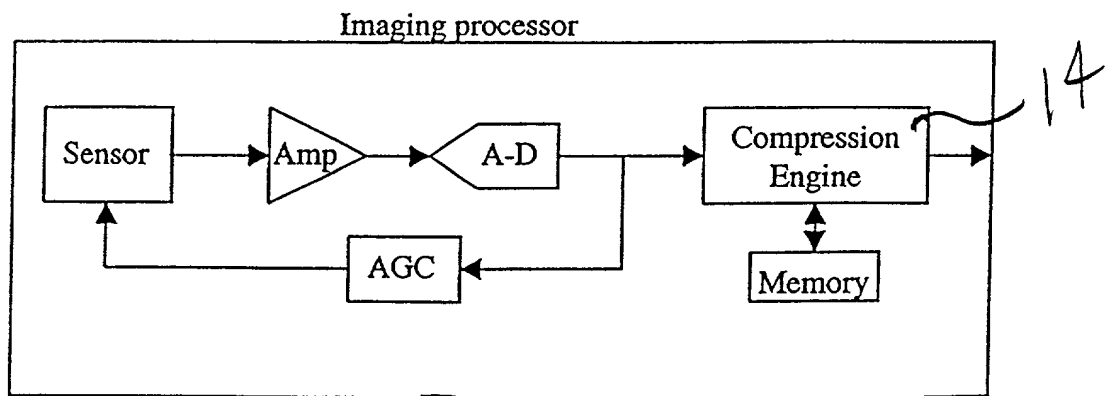 Imaging processor
Sensor
Amp
A-D
Compression
Engine
14
AGC
Memory